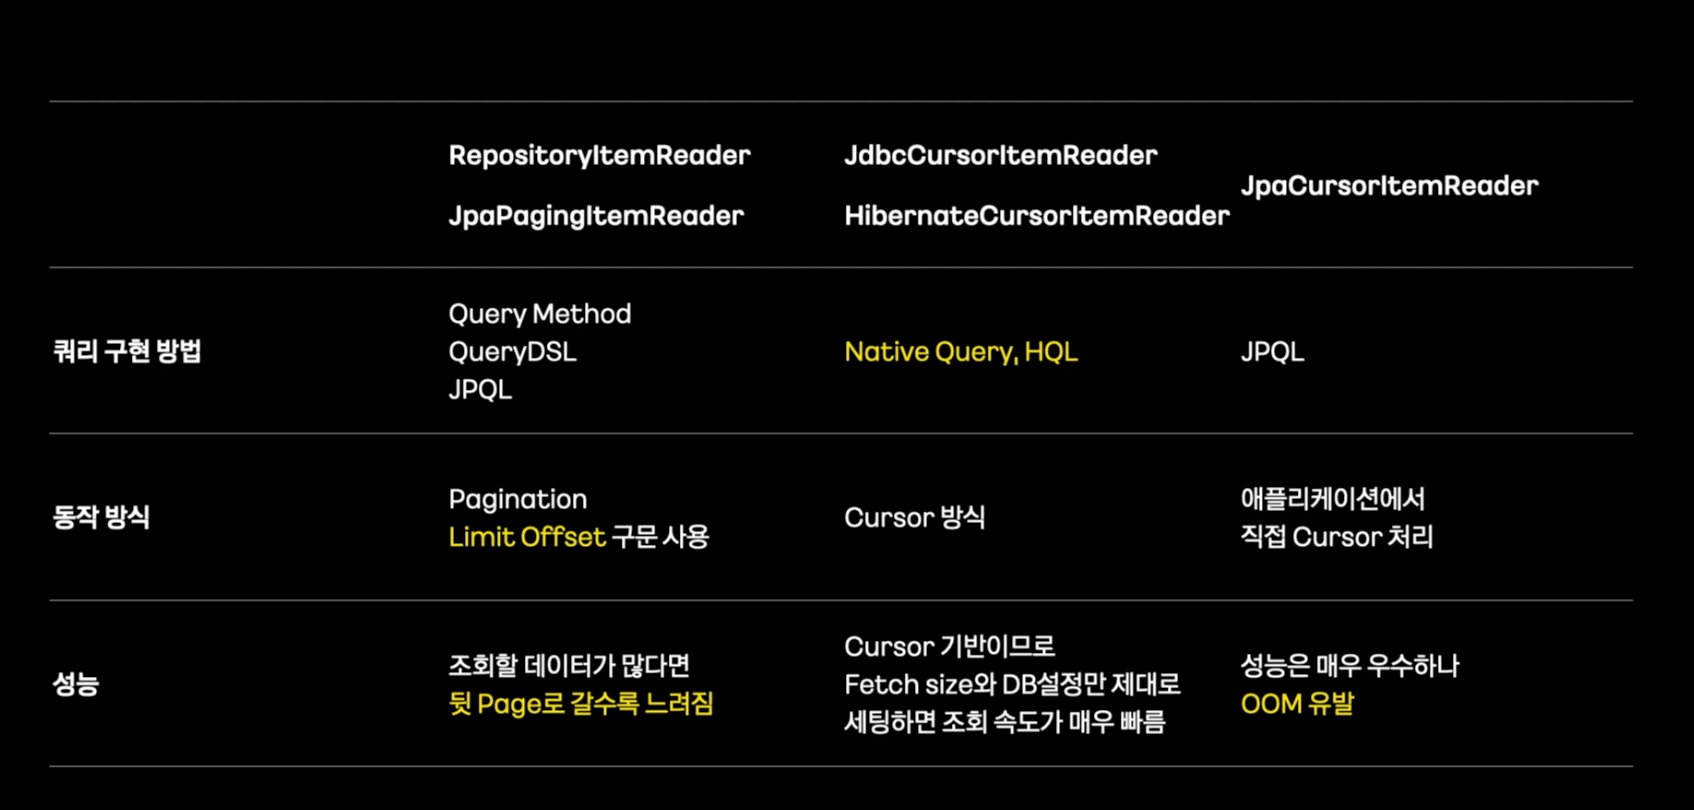 RepositoryItemReader
JpaPagingItemReader
JdbcCursorItemReader
HibernateCursorItemReader
JpaCursorItemReader
쿼리 구현 방법
Query Method
QueryDSL
JPQL
Native Query, HQL
JPQL
동작 방식
Pagination
Limit Offset 구문 사용
Cursor 방식
애플리케이션에서
직접 Cursor 처리
성능
조회할 데이터가 많다면
뒷 Page로 갈수록 느려짐
Cursor 기반이므로
Fetch size와 DB설정만 제대로
세팅하면 조회 속도가 매우 빠름
성능은 매우 우수하나
OOM 유발